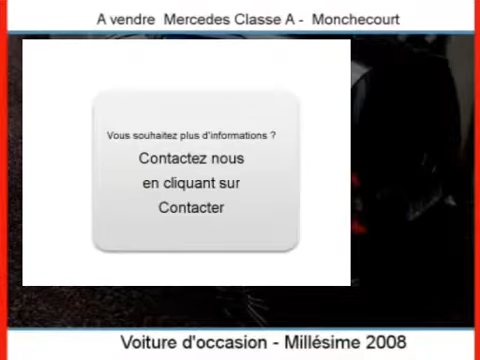 A vendre Mercedes Classe A - Monchecourt
Vous souhaitez plus d'informations ?
Contactez nous
en cliquant sur
Contacter
Voiture d'occasion - Millésime 2008